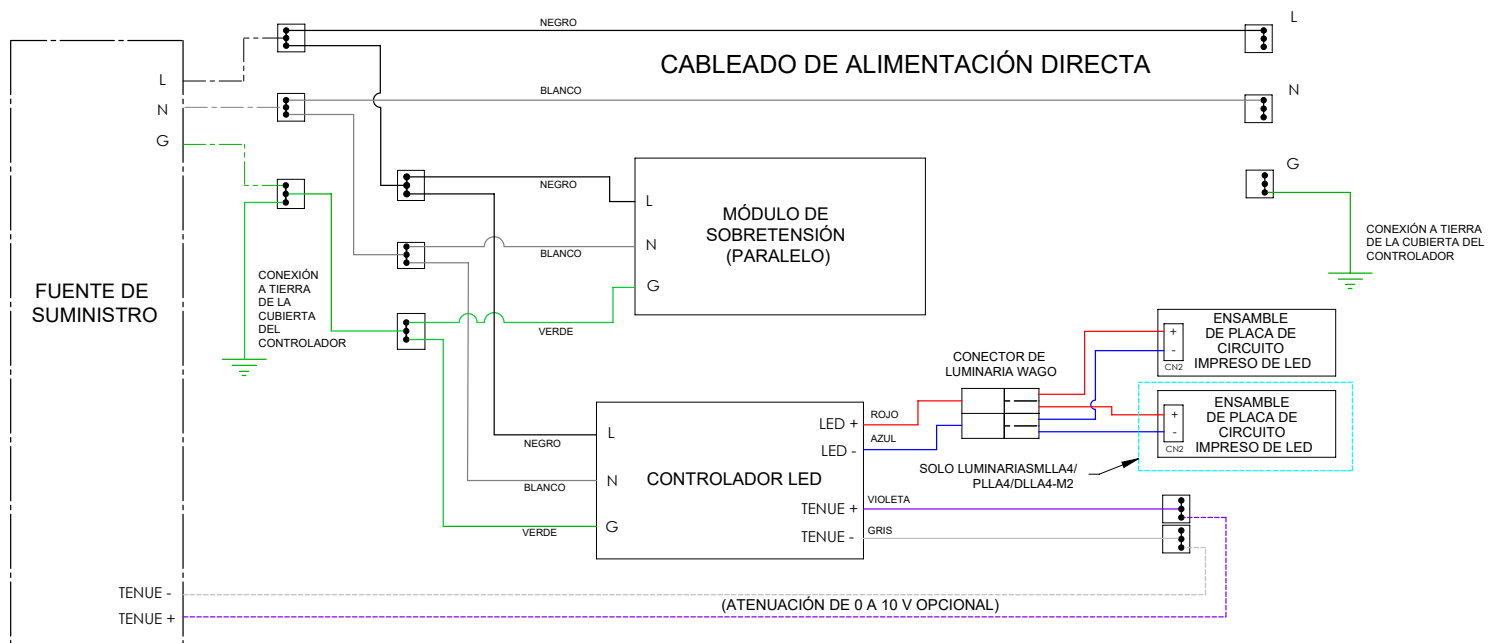 NEGRO
L
CABLEADO DE ALIMENTACIÓN DIRECTA
L
BLANCO
N
N
G
G
NEGRO
L
MÓDULO DE
SOBRETENSIÓN
(PARALELO)
N
BLANCO
G
VERDE
CONEXIÓN A TIERRA
DE LA CUBIERTA DEL
CONTROLADOR
CONEXIÓN
A TIERRA
DE LA
CUBIERTA
DEL
CONTROLADOR
FUENTE DE
SUMINISTRO
CONECTOR DE
LUMINARIA WAGO
+
-
CN2
ENSAMBLE
DE PLACA DE
CIRCUITO
IMPRESO DE LED
+
-
CN2
ENSAMBLE
DE PLACA DE
CIRCUITO
IMPRESO DE LED
SOLO LUMINARIASMLLA4/
PLLA4/DLLA4-M2
NEGRO
L
LED +
ROJO
LED -
AZUL
CONTROLADOR LED
BLANCO
N
TENUE +
VIOLETA
VERDE
G
TENUE -
GRIS
TENUE -
TENUE +
(ATENUACIÓN DE 0 A 10 V OPCIONAL)